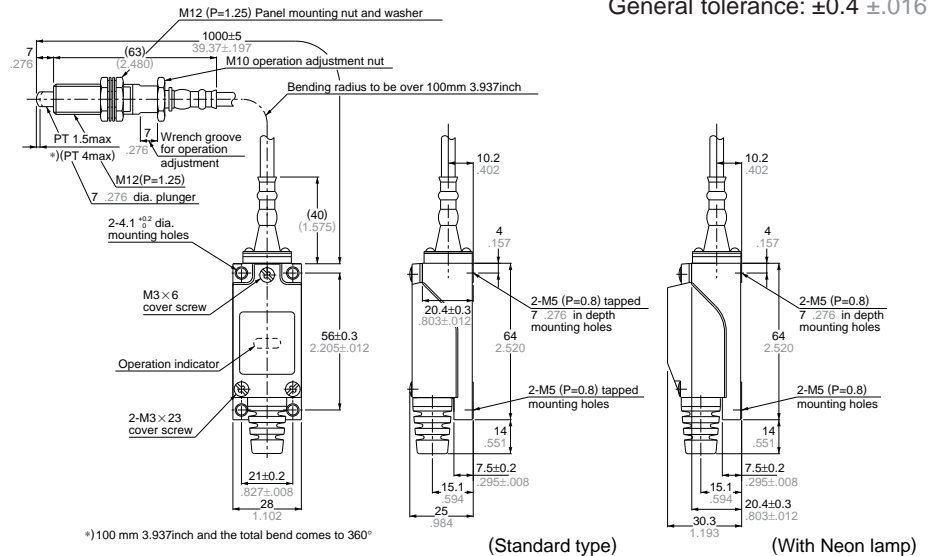 General tolerance: ±0.4 ±.016
M12 (P=1.25) Panel mounting nut and washer
1000±5
39.37±.197
7
.276
(63)
(2.480)
M10 operation adjustment nut
Bending radius to be over 100mm 3.937inch
PT 1.5max
*)(PT 4max)
7
.276
Wrench groove
for operation
adjustment
M12(P=1.25)
7 .276 dia. plunger
2-4.1 +0.2 0 dia.
mounting holes
(40)
(1.575)
M3×6
cover screw
56±0.3
2.205±.012
Operation indicator
2-M3×23
cover screw
21±0.2
.827±.008
28
1.102
*)100 mm 3.937inch and the total bend comes to 360°
10.2
.402
4
.157
20.4±0.3
.803±.012
2-M5 (P=0.8) tapped
7 .276 in depth
mounting holes
64
2.520
2-M5 (P=0.8) tapped
mounting holes
14
.551
7.5±0.2
.295±.008
15.1
.594
25
.984
(Standard type)
10.2
.402
4
.157
2-M5 (P=0.8)
7 .276 in depth
mounting holes
64
2.520
2-M5 (P=0.8)
mounting holes
14
.551
7.5±0.2
.295±.008
15.1
.594
20.4±0.3
.803±.012
30.3
1.193
(With Neon lamp)